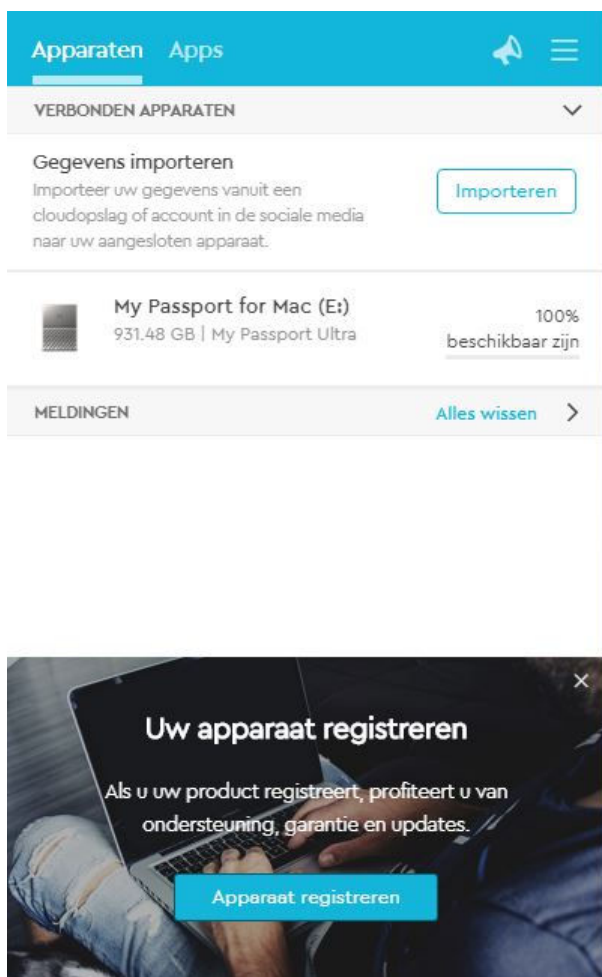 Apparaten Apps
VERBONDEN APPARATEN
Gegevens importeren
Importeer uw gegevens vanuit een
cloudopslag of account in de sociale media
naar uw aangesloten apparaat.
Importeren
My Passport for Mac (E:)
931.48 GB | My Passport Ultra
100%
beschikbaar zijn
MELDINGEN
Alles wissen
Uw apparaat registreren
Als u uw product registreert, profiteert u van
ondersteuning, garantie en updates.
Apparaat registreren